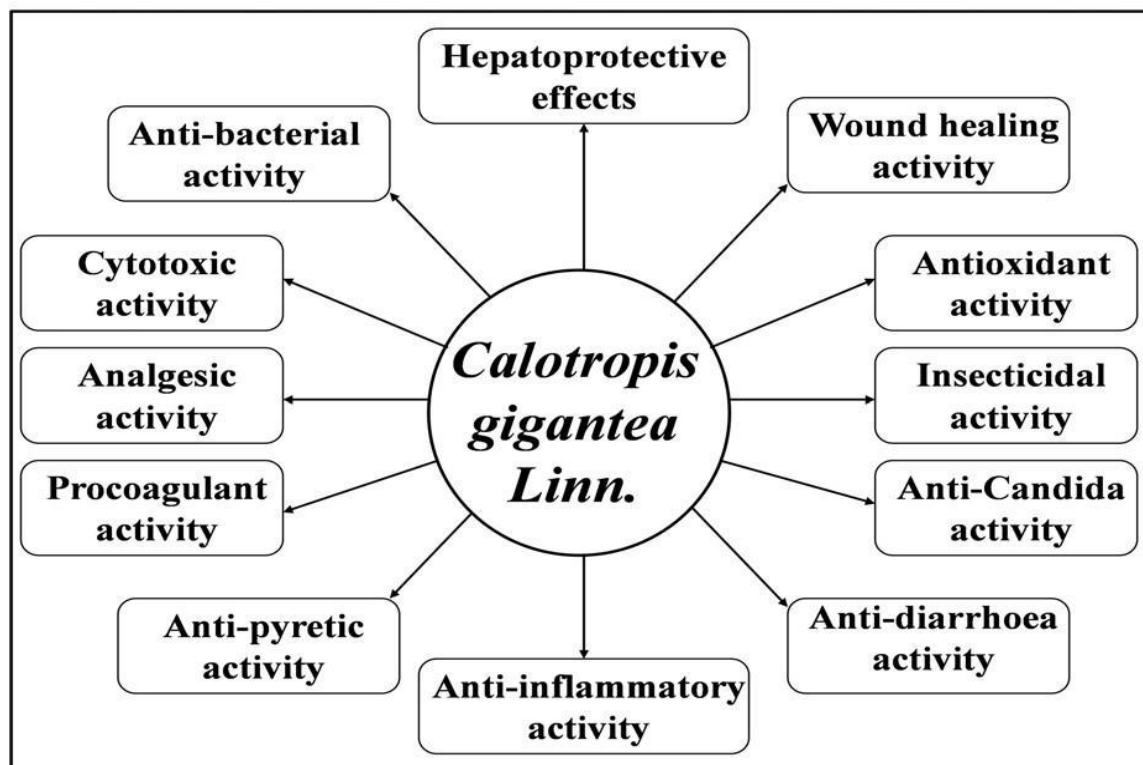 Hepatoprotective
effects
Wound healing
activity
Anti-bacterial
activity
Cytotoxic
activity
Antioxidant
activity
Calotropis
gigantea
Linn.
Analgesic
activity
Insecticidal
activity
Procoagulant
activity
Anti-Candida
activity
Anti-pyretic
activity
Anti-diarrhoea
activity
Anti-inflammatory
activity